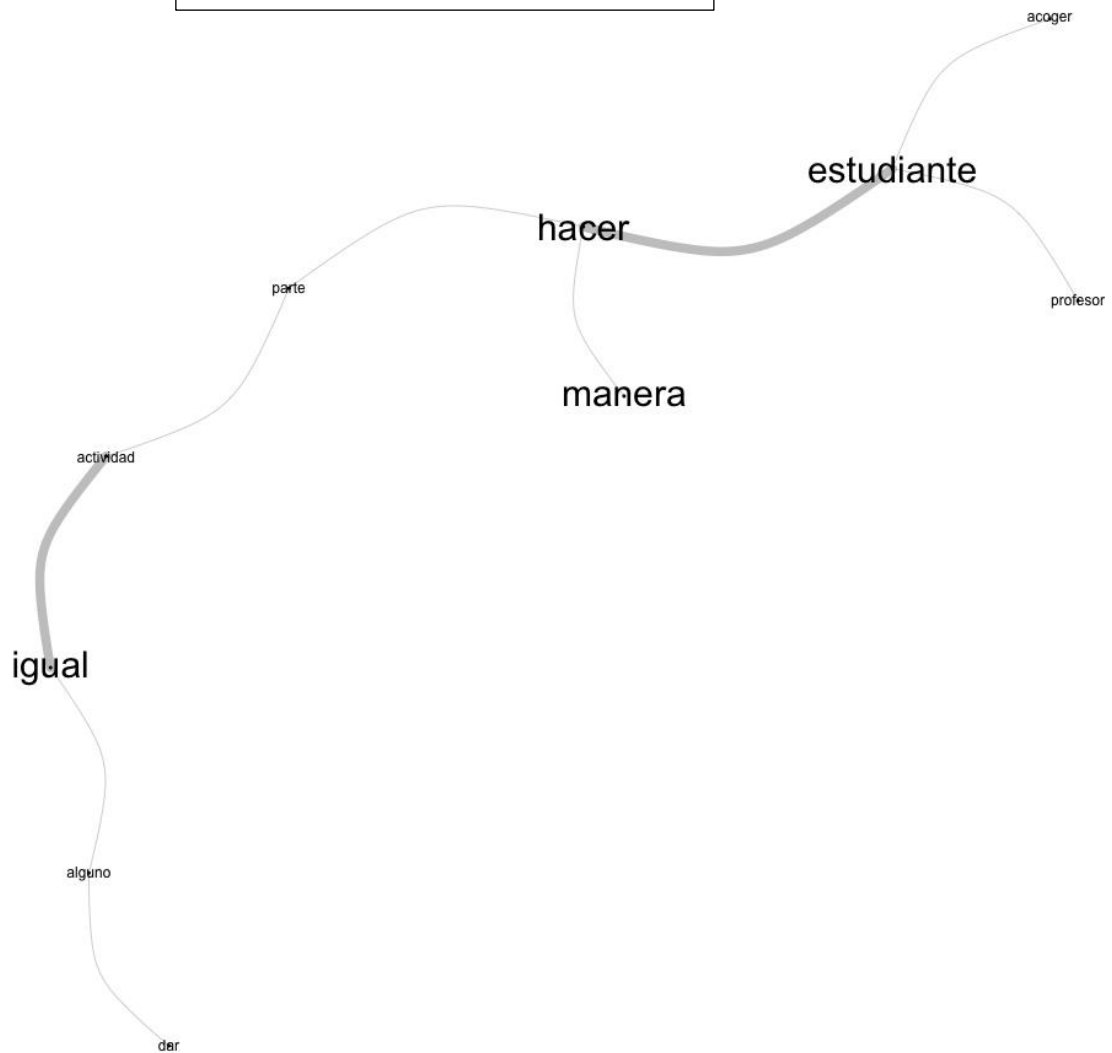 acoger
estudiante
hacer
parte
profesor
manera
actividad
igual
alguno
dar